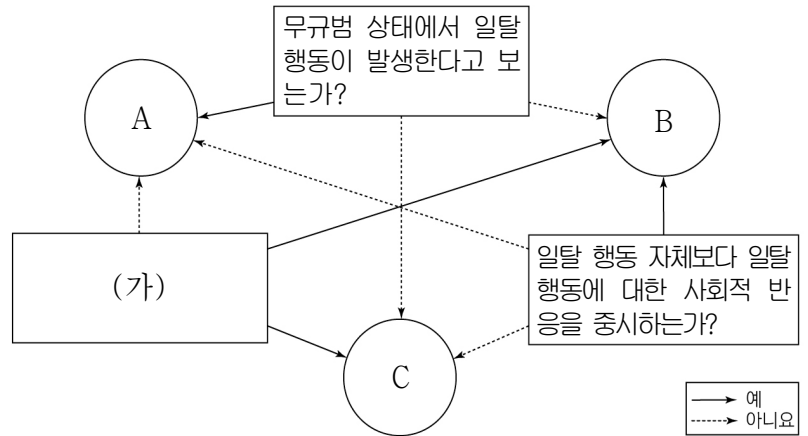 무규범 상태에서 일탈
행동이 발생한다고 보
는가?
A
B
(가)
일탈 행동 자체보다 일탈
행동에 대한 사회적 반
응을 중시하는가?
C
예
아니요